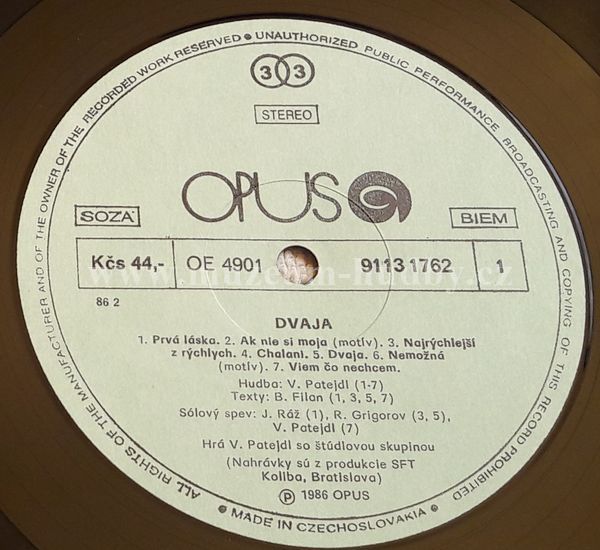 ALL RIGHTS OF THE MANUFACTURER AND OF THE OWNER OF THE RECORDED WORK RESERVED ● UNAUTHORIZED PUBLIC PERFORMANCE BROADCASTING AND COPYING OF THIS RECORD PROHIBITED
● MADE IN CZECHOSLOVAKIA ●
33
STEREO
OPUS
SOZA BIEM
Kčs 44,- OE 4901 9113 1762 1
www.muzeum-hudby.cz
86 2
DVAJA
1. Prvá láska. 2. Ak nie si moja (motív). 3. Najrýchlejší
z rýchlych. 4. Chalani. 5. Dvaja. 6. Nemožná
(motív). 7. Viem čo nechcem.
Hudba: V. Patejdl (1-7)
Texty: B. Filan (1, 3, 5, 7)
Sólový spev: J. Ráž (1), R. Grigorov (3, 5),
V. Patejdl (7)
Hrá V. Patejdl so štúdiovou skupinou
(Nahrávky sú z produkcie SFT
Koliba, Bratislava)
Ⓟ 1986 OPUS